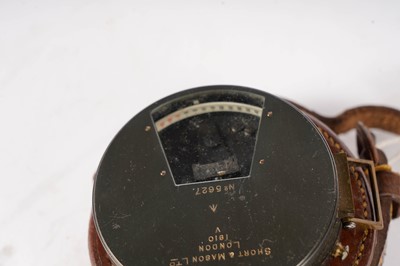 Nº 5627.
V
1910
LONDON
SHORT & MASON LTD